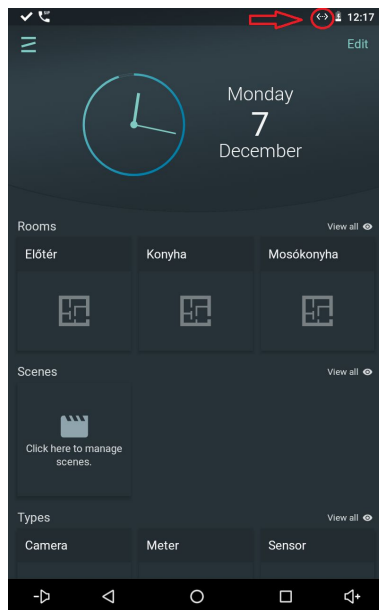 12:17
Edit
Monday
7
December
Rooms
View all
Előtér
Konyha
Mosókonyha
Scenes
View all
Click here to manage
scenes.
Types
View all
Camera
Meter
Sensor